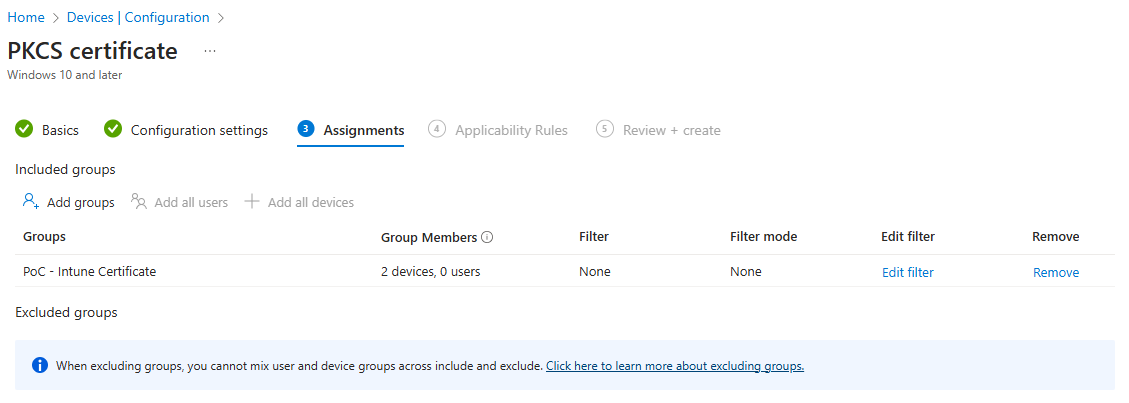 Home > Devices | Configuration >
PKCS certificate ...
Windows 10 and later
Basics Configuration settings 3 Assignments 4 Applicability Rules 5 Review + create
Included groups
Add groups Add all users Add all devices
Groups Group Members Filter Filter mode Edit filter Remove
PoC - Intune Certificate 2 devices, 0 users None None Edit filter Remove
Excluded groups
When excluding groups, you cannot mix user and device groups across include and exclude. Click here to learn more about excluding groups.